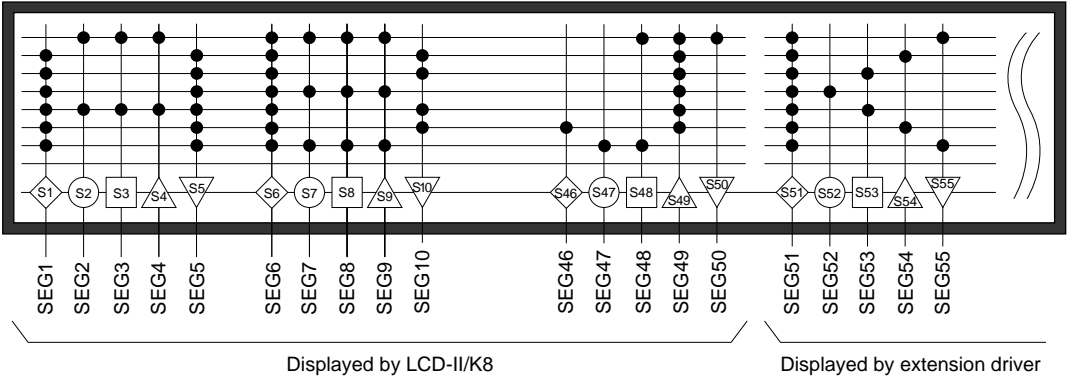 S1 S2 S3 S4 S5 S6 S7 S8 S9 S10 S46 S47 S48 S49 S50 S51 S52 S53 S54 S55
SEG1 SEG2 SEG3 SEG4 SEG5 SEG6 SEG7 SEG8 SEG9 SEG10 SEG46 SEG47 SEG48 SEG49 SEG50 SEG51 SEG52 SEG53 SEG54 SEG55
Displayed by LCD-II/K8 Displayed by extension driver